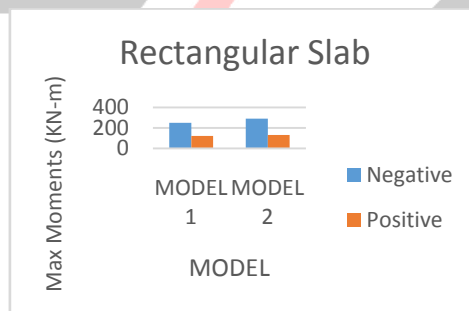 Rectangular Slab
Max Moments (KN-m)
400
200
0
MODEL MODEL
1 2
MODEL
Negative
Positive